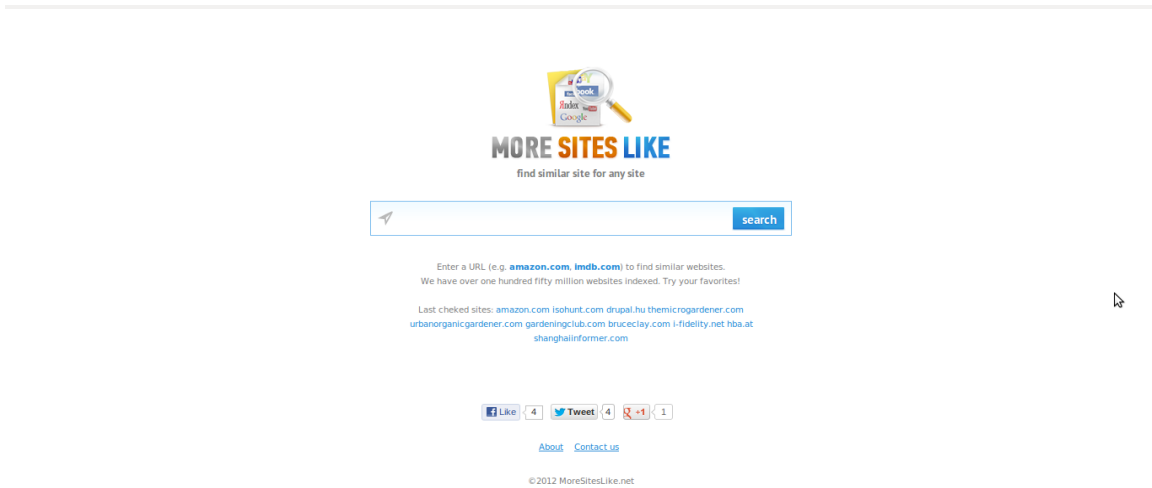 book
Яndex
Google
MORE SITES LIKE
find similar site for any site
search
Enter a URL (e.g. amazon.com, imdb.com) to find similar websites.
We have over one hundred fifty million websites indexed. Try your favorites!
Last cheked sites: amazon.com isohunt.com drupal.hu themicrogardener.com
urbanorganicgardener.com gardeningclub.com bruceclay.com i-fidelity.net hba.at
shanghaiinformer.com
Like 4 Tweet 4 +1 1
About Contact us
©2012 MoreSitesLike.net